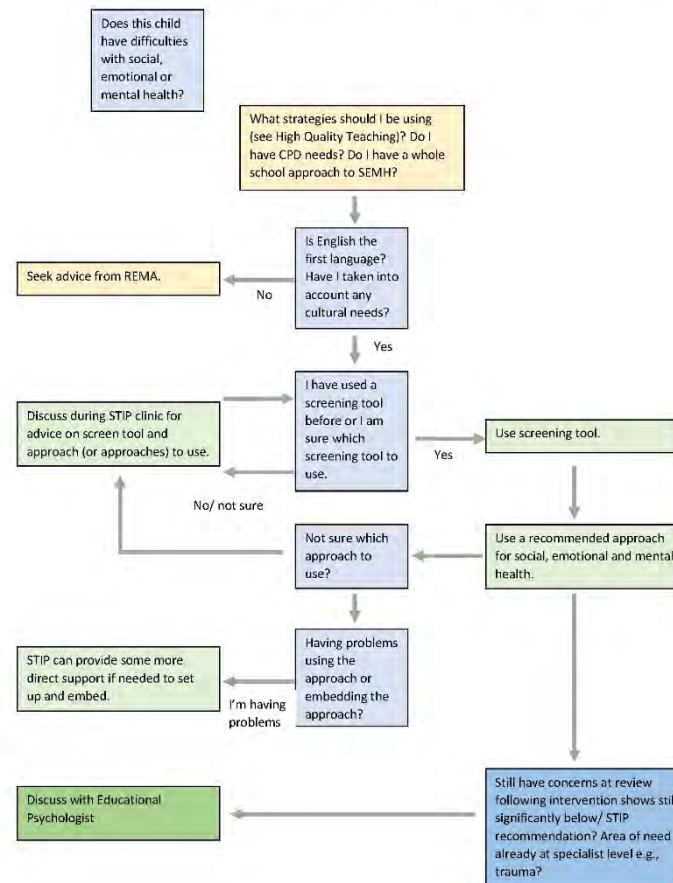 Does this child
have difficulties
with social,
emotional or
mental health?
What strategies should I be using
(see High Quality Teaching)? Do I
have CPD needs? Do I have a whole
school approach to SEMH?
Is English the
first language?
Have I taken into
account any
cultural needs?
Seek advice from REMA.
No
Yes
I have used a
screening tool
before or I am
sure which
screening tool to
use.
Discuss during STIP clinic for
advice on screen tool and
approach (or approaches) to use.
Yes
Use screening tool.
No/ not sure
Not sure which
approach to
use?
Use a recommended approach
for social, emotional and mental
health.
Having problems
using the
approach or
embedding the
approach?
STIP can provide some more
direct support if needed to set
up and embed.
I'm having
problems
Discuss with Educational
Psychologist
Still have concerns at review
following intervention shows still
significantly below/ STIP
recommendation? Area of need
already at specialist level e.g.,
trauma?